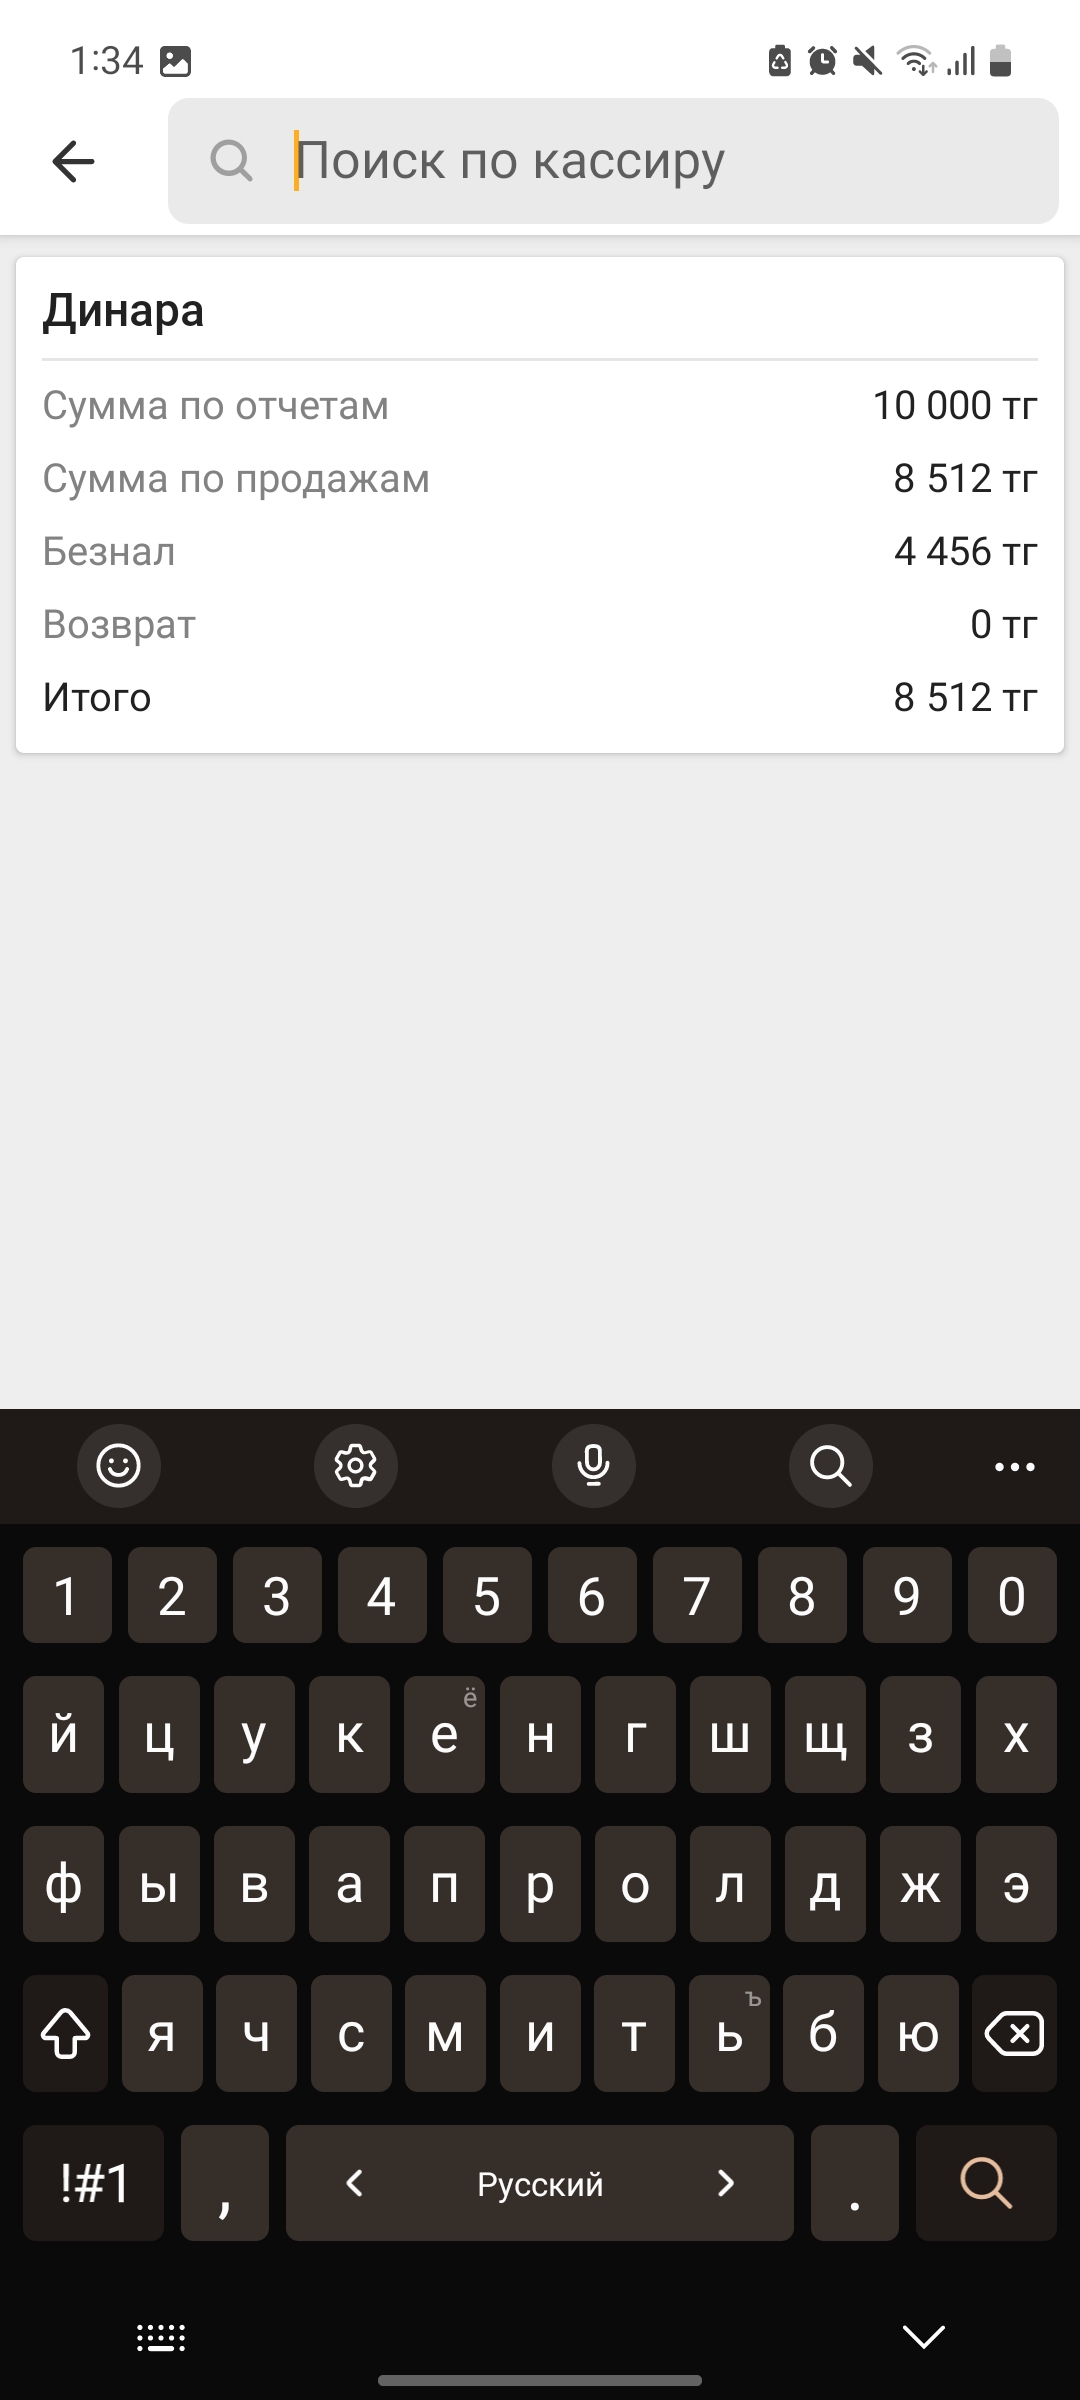 1:34
Поиск по кассиру
Динара
Сумма по отчетам 10 000 тг
Сумма по продажам 8 512 тг
Безнал 4 456 тг
Возврат 0 тг
Итого 8 512 тг
1 2 3 4 5 6 7 8 9 0
й ц у к е ё н г ш щ з х
ф ы в а п р о л д ж э
я ч с м и т ь ъ б ю
!#1 , Русский .